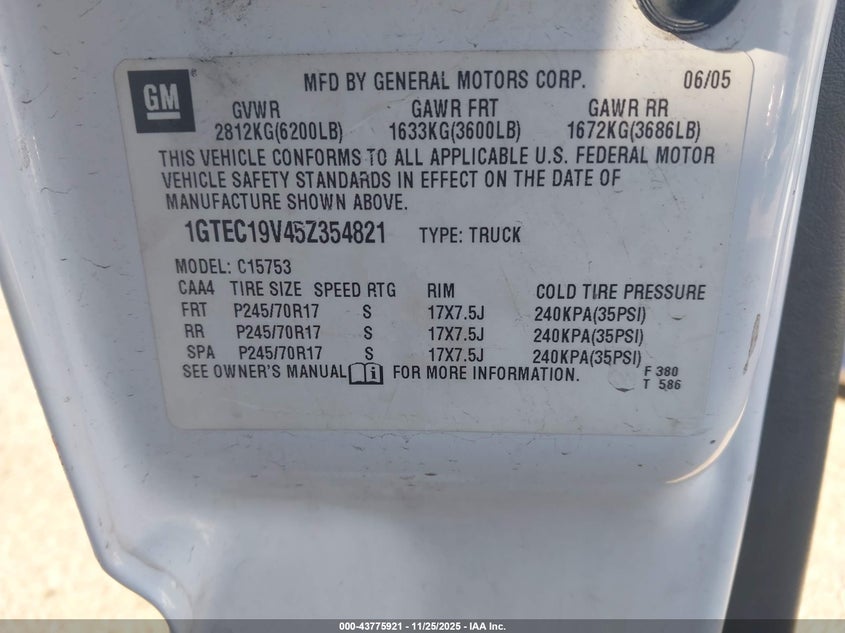 GM
MFD BY GENERAL MOTORS CORP. 06/05
GVWR GAWR FRT GAWR RR
2812KG(6200LB) 1633KG(3600LB) 1672KG(3686LB)
THIS VEHICLE CONFORMS TO ALL APPLICABLE U.S. FEDERAL MOTOR
VEHICLE SAFETY STANDARDS IN EFFECT ON THE DATE OF
MANUFACTURE SHOWN ABOVE.
1GTEC19V45Z354821 TYPE: TRUCK
MODEL: C15753
CAA4 TIRE SIZE SPEED RTG RIM COLD TIRE PRESSURE
FRT P245/70R17 S 17X7.5J 240KPA(35PSI)
RR P245/70R17 S 17X7.5J 240KPA(35PSI)
SPA P245/70R17 S 17X7.5J 240KPA(35PSI)
SEE OWNER'S MANUAL i FOR MORE INFORMATION.
F 380
T 586
000-43775921 - 11/25/2025 - IAA Inc.